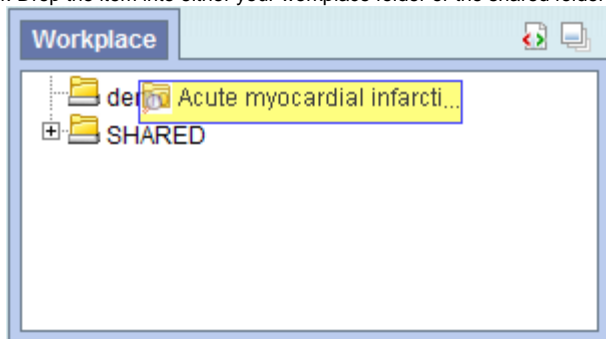 . Drop the item into either your workplace folder or the shared folder
Workplace
Acute myocardial infarcti...
SHARED